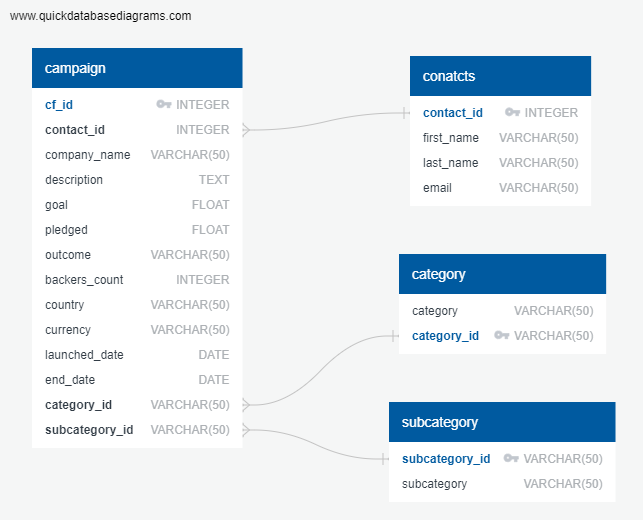 www.quickdatabasediagrams.com
campaign
cf_id INTEGER
contact_id INTEGER
company_name VARCHAR(50)
description TEXT
goal FLOAT
pledged FLOAT
outcome VARCHAR(50)
backers_count INTEGER
country VARCHAR(50)
currency VARCHAR(50)
launched_date DATE
end_date DATE
category_id VARCHAR(50)
subcategory_id VARCHAR(50)
conatcts
contact_id INTEGER
first_name VARCHAR(50)
last_name VARCHAR(50)
email VARCHAR(50)
category
category VARCHAR(50)
category_id VARCHAR(50)
subcategory
subcategory_id VARCHAR(50)
subcategory VARCHAR(50)